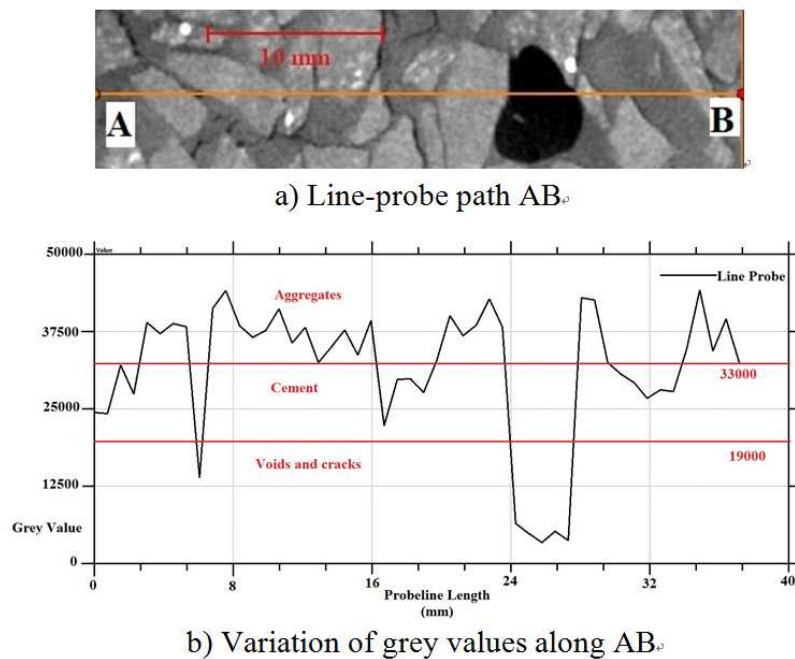 10 mm
A
B
a) Line-probe path AB
50000
Value
Line Probe
Aggregates
37500
33000
Cement
25000
19000
Voids and cracks
12500
Grey Value
0
0 8 16 24 32 40
Probeline Length
(mm)
b) Variation of grey values along AB